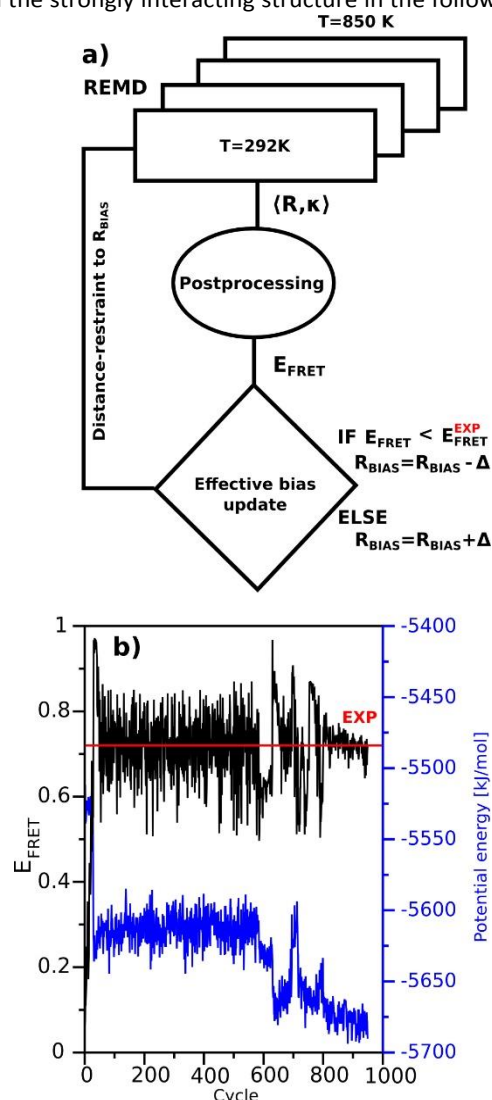 the strongly interacting structure in the follow
T=850 K
a)
REMD
T=292K
Distance-restraint to R_BIAS
⟨R,κ⟩
Postprocessing
E_FRET
Effective bias
update
IF E_FRET < E_FRET^EXP
R_BIAS=R_BIAS - Δ
ELSE
R_BIAS=R_BIAS+Δ
b)
EXP
E_FRET
1
0.8
0.6
0.4
0.2
0
Potential energy [kJ/mol]
-5400
-5450
-5500
-5550
-5600
-5650
-5700
0 200 400 600 800 1000
Cycle